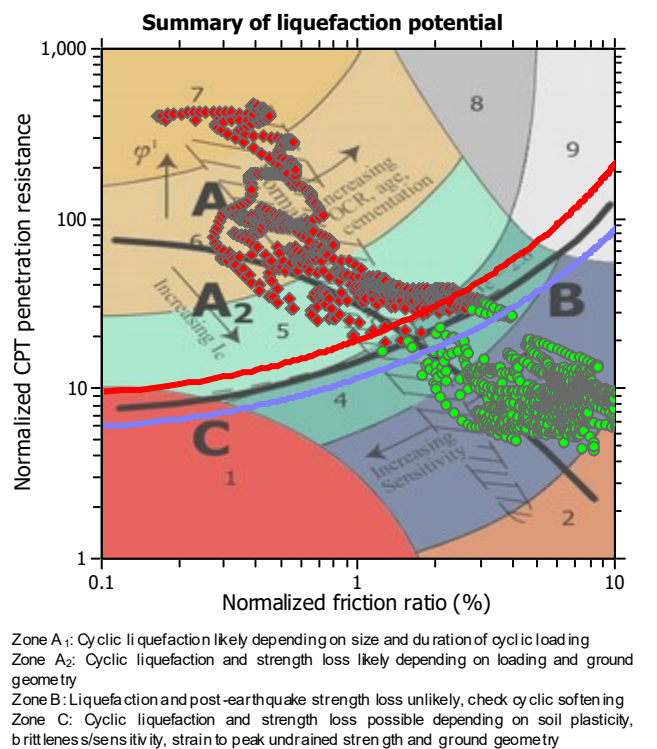 Summary of liquefaction potential
Normalized CPT penetration resistance
1,000
100
10
1
0.1
1
10
Normalized friction ratio (%)
7
8
9
φ'
A
6
Increasing
OCR, age,
cementation
A2
B
Increasing Ic
5
4
C
1
Increasing
Sensitivity
2
Zone A1: Cyclic liquefaction likely depending on size and duration of cyclic loading
Zone A2: Cyclic liquefaction and strength loss likely depending on loading and ground
geometry
Zone B: Liquefaction and post-earthquake strength loss unlikely, check cyclic softening
Zone C: Cyclic liquefaction and strength loss possible depending on soil plasticity,
brittleness/sensitivity, strain to peak undrained strength and ground geometry